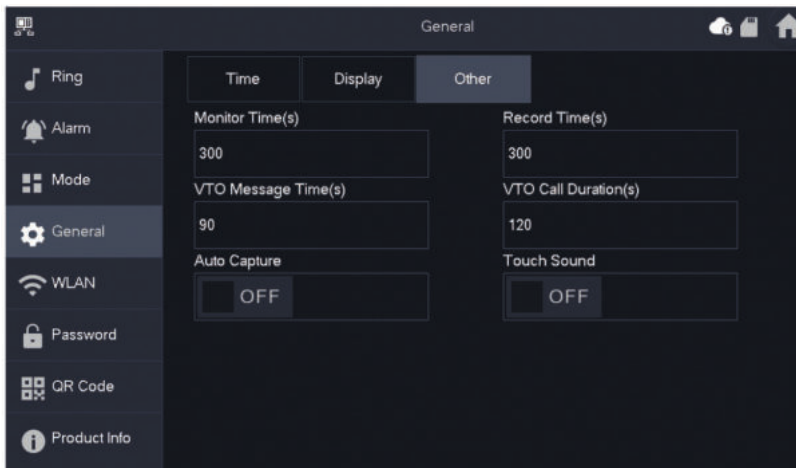 General
Ring
Alarm
Mode
General
WLAN
Password
QR Code
Product Info
Time
Display
Other
Monitor Time(s)
Record Time(s)
300
300
VTO Message Time(s)
VTO Call Duration(s)
90
120
Auto Capture
Touch Sound
OFF
OFF